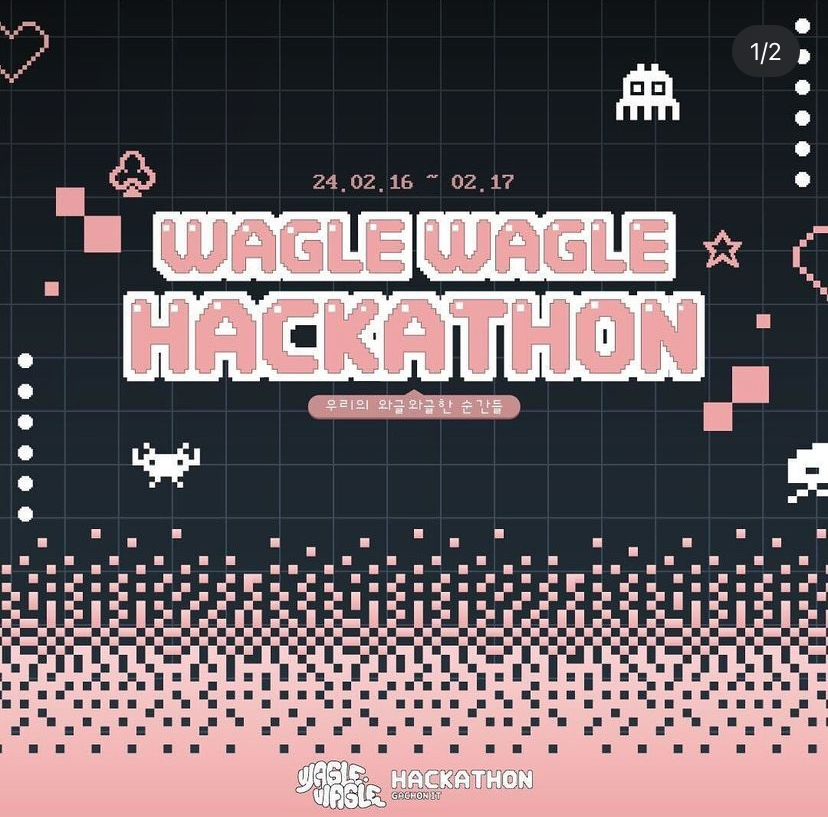 1/2
24.02.16 ~ 02.17
WAGLE WAGLE
HACKATHON
우리의 와글와글한 순간들
WAGLE
WAGLE
HACKATHON
GACHON IT